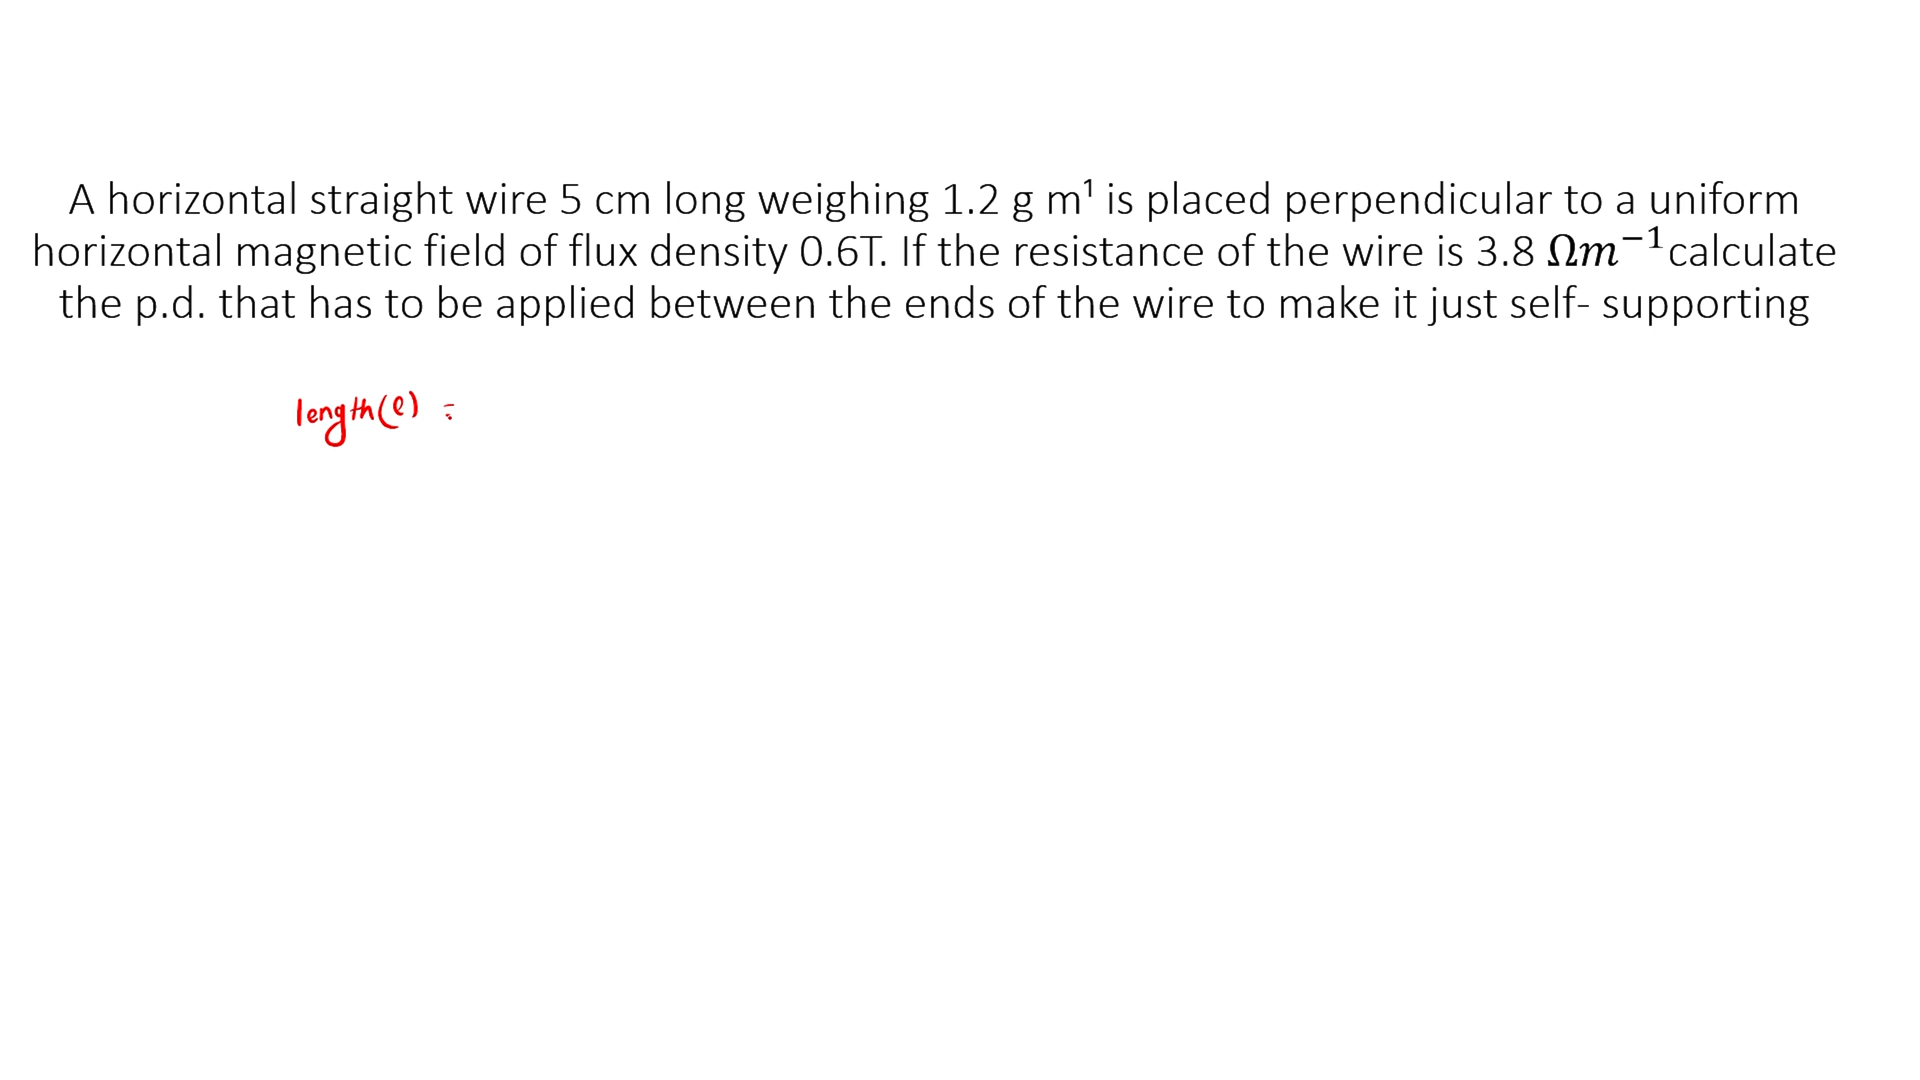 A horizontal straight wire 5 cm long weighing 1.2 g m¹ is placed perpendicular to a uniform
horizontal magnetic field of flux density 0.6T. If the resistance of the wire is 3.8 Ωm⁻¹calculate
the p.d. that has to be applied between the ends of the wire to make it just self- supporting
length(l) =